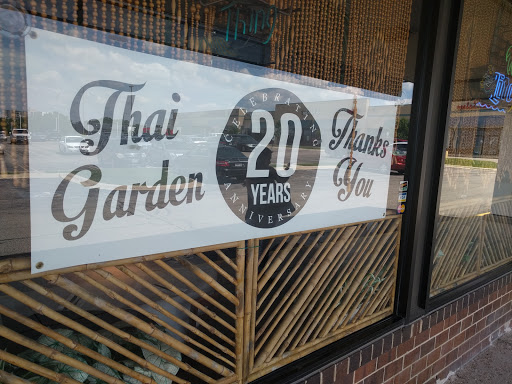 Thai
Garden
CELEBRATING
20
YEARS
ANNIVERSARY
Thanks
You